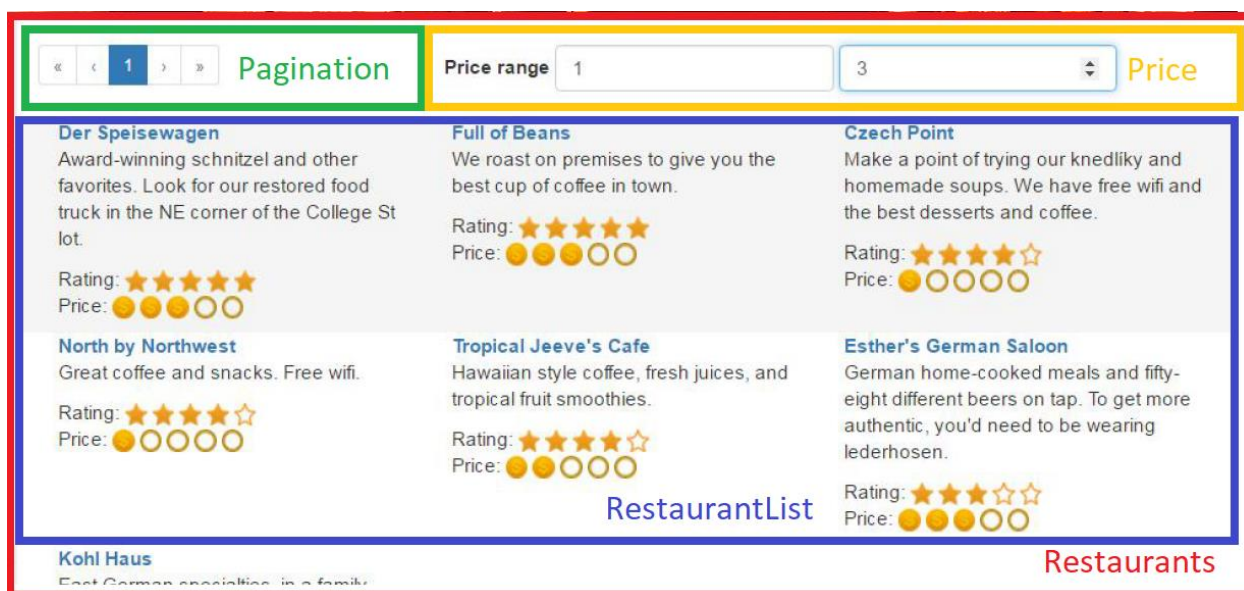 « ‹ 1 › » Pagination
Price range 1 3 Price
Der Speisewagen
Award-winning schnitzel and other
favorites. Look for our restored food
truck in the NE corner of the College St
lot.
Rating:
Price:
Full of Beans
We roast on premises to give you the
best cup of coffee in town.
Rating:
Price:
Czech Point
Make a point of trying our knedlíky and
homemade soups. We have free wifi and
the best desserts and coffee.
Rating:
Price:
North by Northwest
Great coffee and snacks. Free wifi.
Rating:
Price:
Tropical Jeeve's Cafe
Hawaiian style coffee, fresh juices, and
tropical fruit smoothies.
Rating:
Price:
Esther's German Saloon
German home-cooked meals and fifty-
eight different beers on tap. To get more
authentic, you'd need to be wearing
lederhosen.
Rating:
Price:
RestaurantList
Kohl Haus
East German specialties, in a family
Restaurants